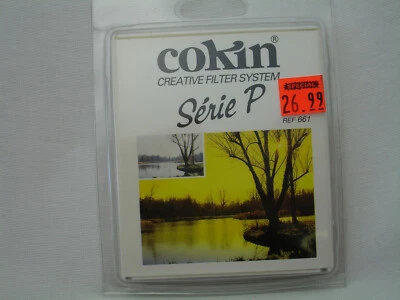 cokin®
CREATIVE FILTER SYSTEM
Série P
SPECIAL
26.99
REF 661